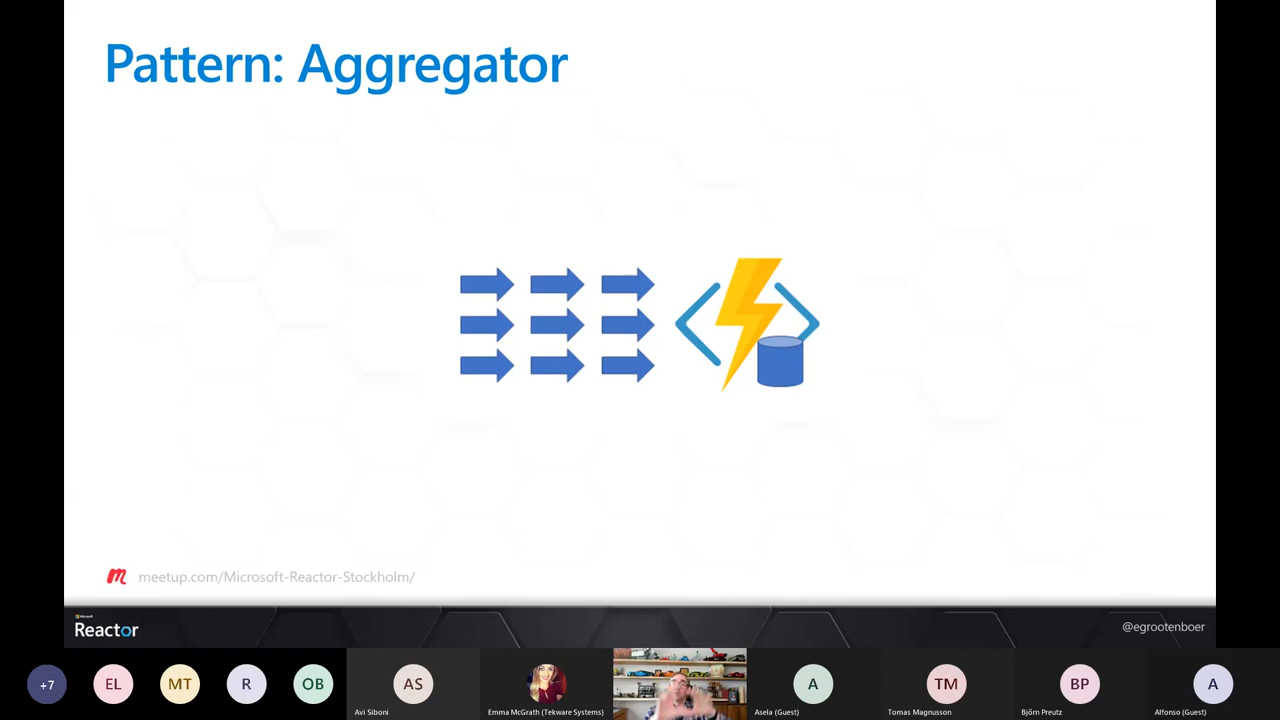 Pattern: Aggregator
meetup.com/Microsoft-Reactor-Stockholm/
Microsoft
Reactor
@egrootenboer
+7
EL
MT
R
OB
AS
Avi Siboni
Emma McGrath (Tekware Systems)
A
Asela (Guest)
TM
Tomas Magnusson
BP
Björn Preutz
A
Alfonso (Guest)